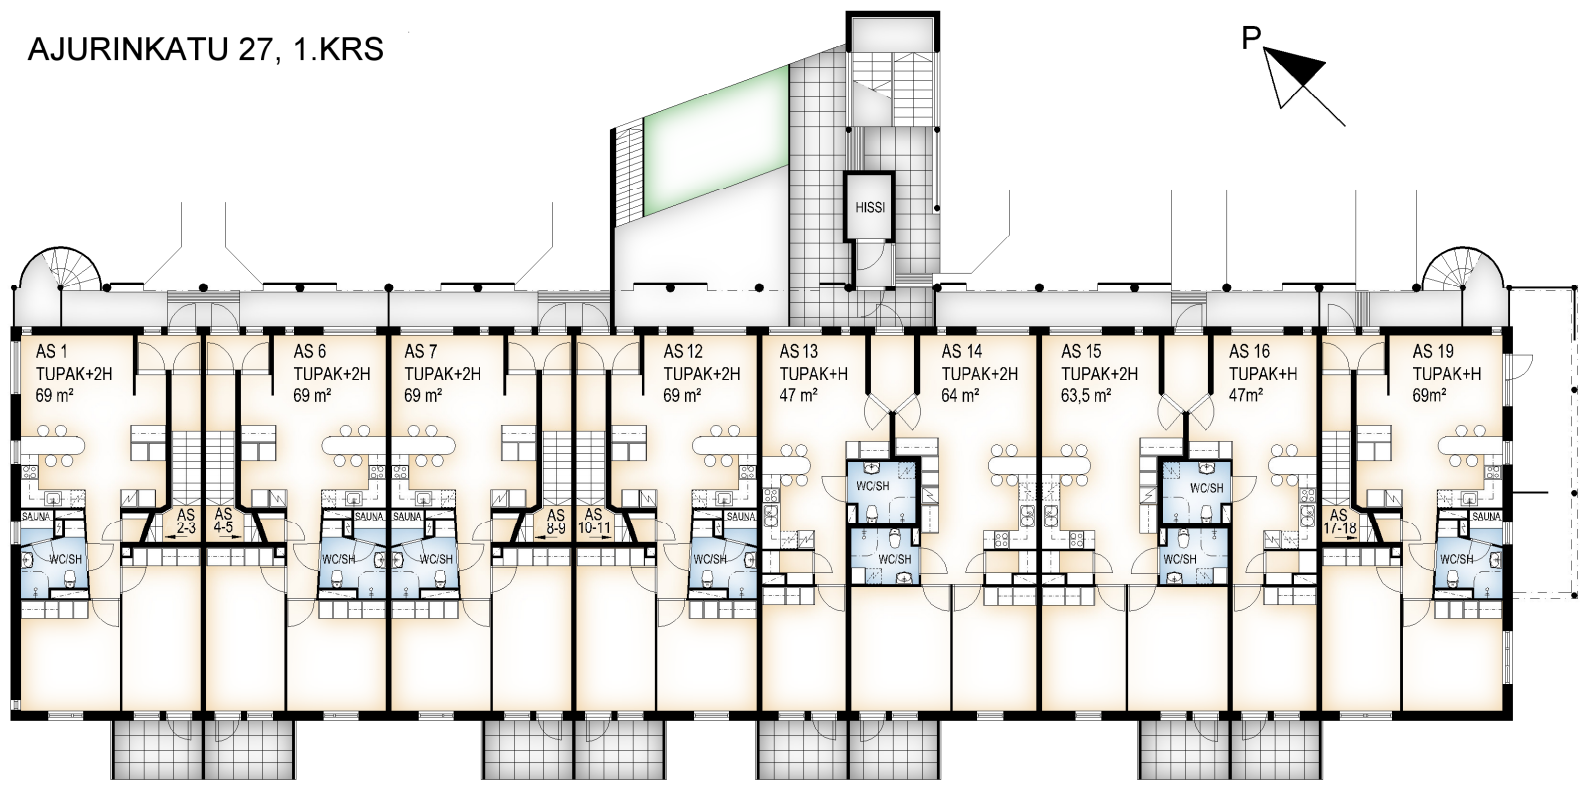 AJURINKATU 27, 1.KRS
P
HISSI
AS 1
TUPAK+2H
69 m²
AS 6
TUPAK+2H
69 m²
AS 7
TUPAK+2H
69 m²
AS 12
TUPAK+2H
69 m²
AS 13
TUPAK+H
47 m²
AS 14
TUPAK+2H
64 m²
AS 15
TUPAK+2H
63,5 m²
AS 16
TUPAK+H
47m²
AS 19
TUPAK+H
69m²
WC/SH
WC/SH
SAUNA
AS
2-3
AS
4-5
SAUNA
SAUNA
AS
8-9
AS
10-11
SAUNA
AS
17-18
SAUNA
WC/SH
WC/SH
WC/SH
WC/SH
WC/SH
WC/SH
WC/SH